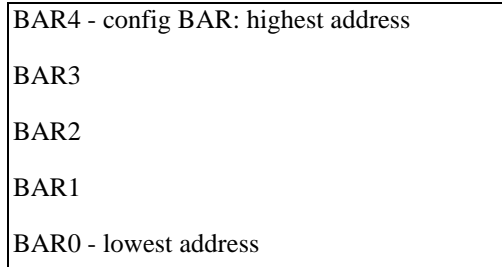 BAR4 - config BAR: highest address
BAR3
BAR2
BAR1
BAR0 - lowest address